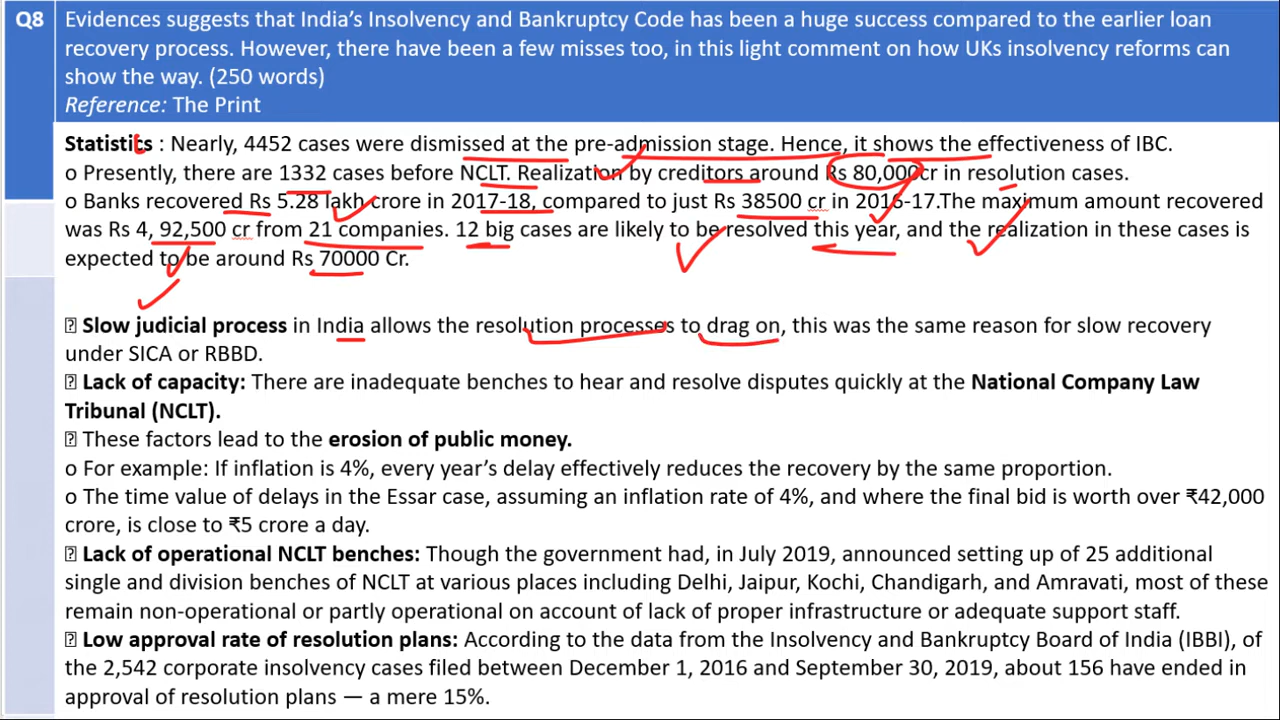 Q8
Evidences suggests that India's Insolvency and Bankruptcy Code has been a huge success compared to the earlier loan
recovery process. However, there have been a few misses too, in this light comment on how UKs insolvency reforms can
show the way. (250 words)
Reference: The Print
Statistics : Nearly, 4452 cases were dismissed at the pre-admission stage. Hence, it shows the effectiveness of IBC.
o Presently, there are 1332 cases before NCLT. Realization by creditors around Rs 80,000cr in resolution cases.
o Banks recovered Rs 5.28 lakh crore in 2017-18, compared to just Rs 38500 cr in 2016-17.The maximum amount recovered
was Rs 4, 92,500 cr from 21 companies. 12 big cases are likely to be resolved this year, and the realization in these cases is
expected to be around Rs 70000 Cr.
Slow judicial process in India allows the resolution processes to drag on, this was the same reason for slow recovery
under SICA or RBBD.
Lack of capacity: There are inadequate benches to hear and resolve disputes quickly at the National Company Law
Tribunal (NCLT).
These factors lead to the erosion of public money.
o For example: If inflation is 4%, every year's delay effectively reduces the recovery by the same proportion.
o The time value of delays in the Essar case, assuming an inflation rate of 4%, and where the final bid is worth over ₹42,000
crore, is close to ₹5 crore a day.
Lack of operational NCLT benches: Though the government had, in July 2019, announced setting up of 25 additional
single and division benches of NCLT at various places including Delhi, Jaipur, Kochi, Chandigarh, and Amravati, most of these
remain non-operational or partly operational on account of lack of proper infrastructure or adequate support staff.
Low approval rate of resolution plans: According to the data from the Insolvency and Bankruptcy Board of India (IBBI), of
the 2,542 corporate insolvency cases filed between December 1, 2016 and September 30, 2019, about 156 have ended in
approval of resolution plans — a mere 15%.